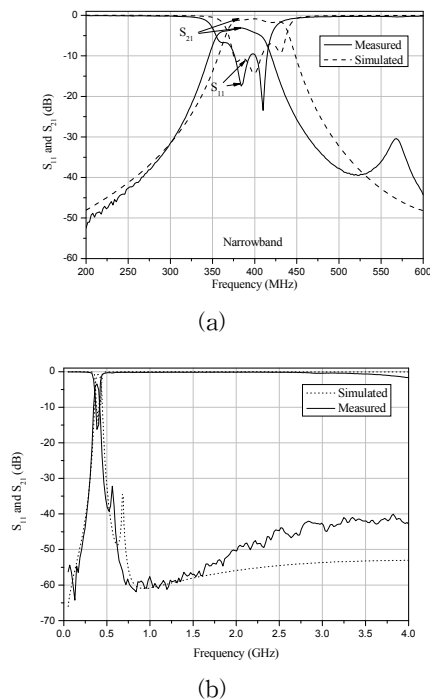 0
-10
-20
-30
-40
-50
-60
S11 and S21 (dB)
S21
S11
Measured
Simulated
Narrowband
200 250 300 350 400 450 500 550 600
Frequency (MHz)
(a)
0
-10
-20
-30
-40
-50
-60
-70
S11 and S21 (dB)
Simulated
Measured
0.0 0.5 1.0 1.5 2.0 2.5 3.0 3.5 4.0
Frequency (GHz)
(b)